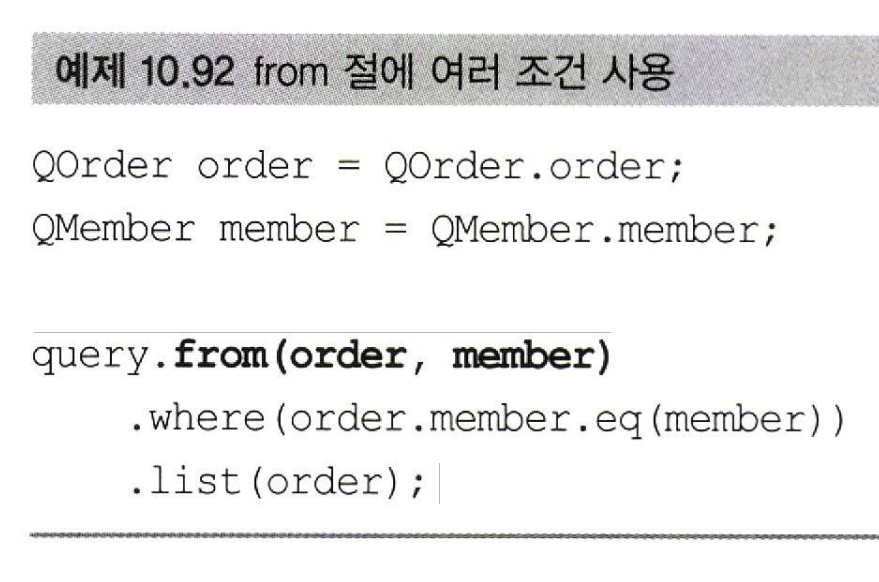 예제 10.92 from 절에 여러 조건 사용
QOrder order = QOrder.order;
QMember member = QMember.member;
query.from(order, member)
.where(order.member.eq(member))
.list(order);